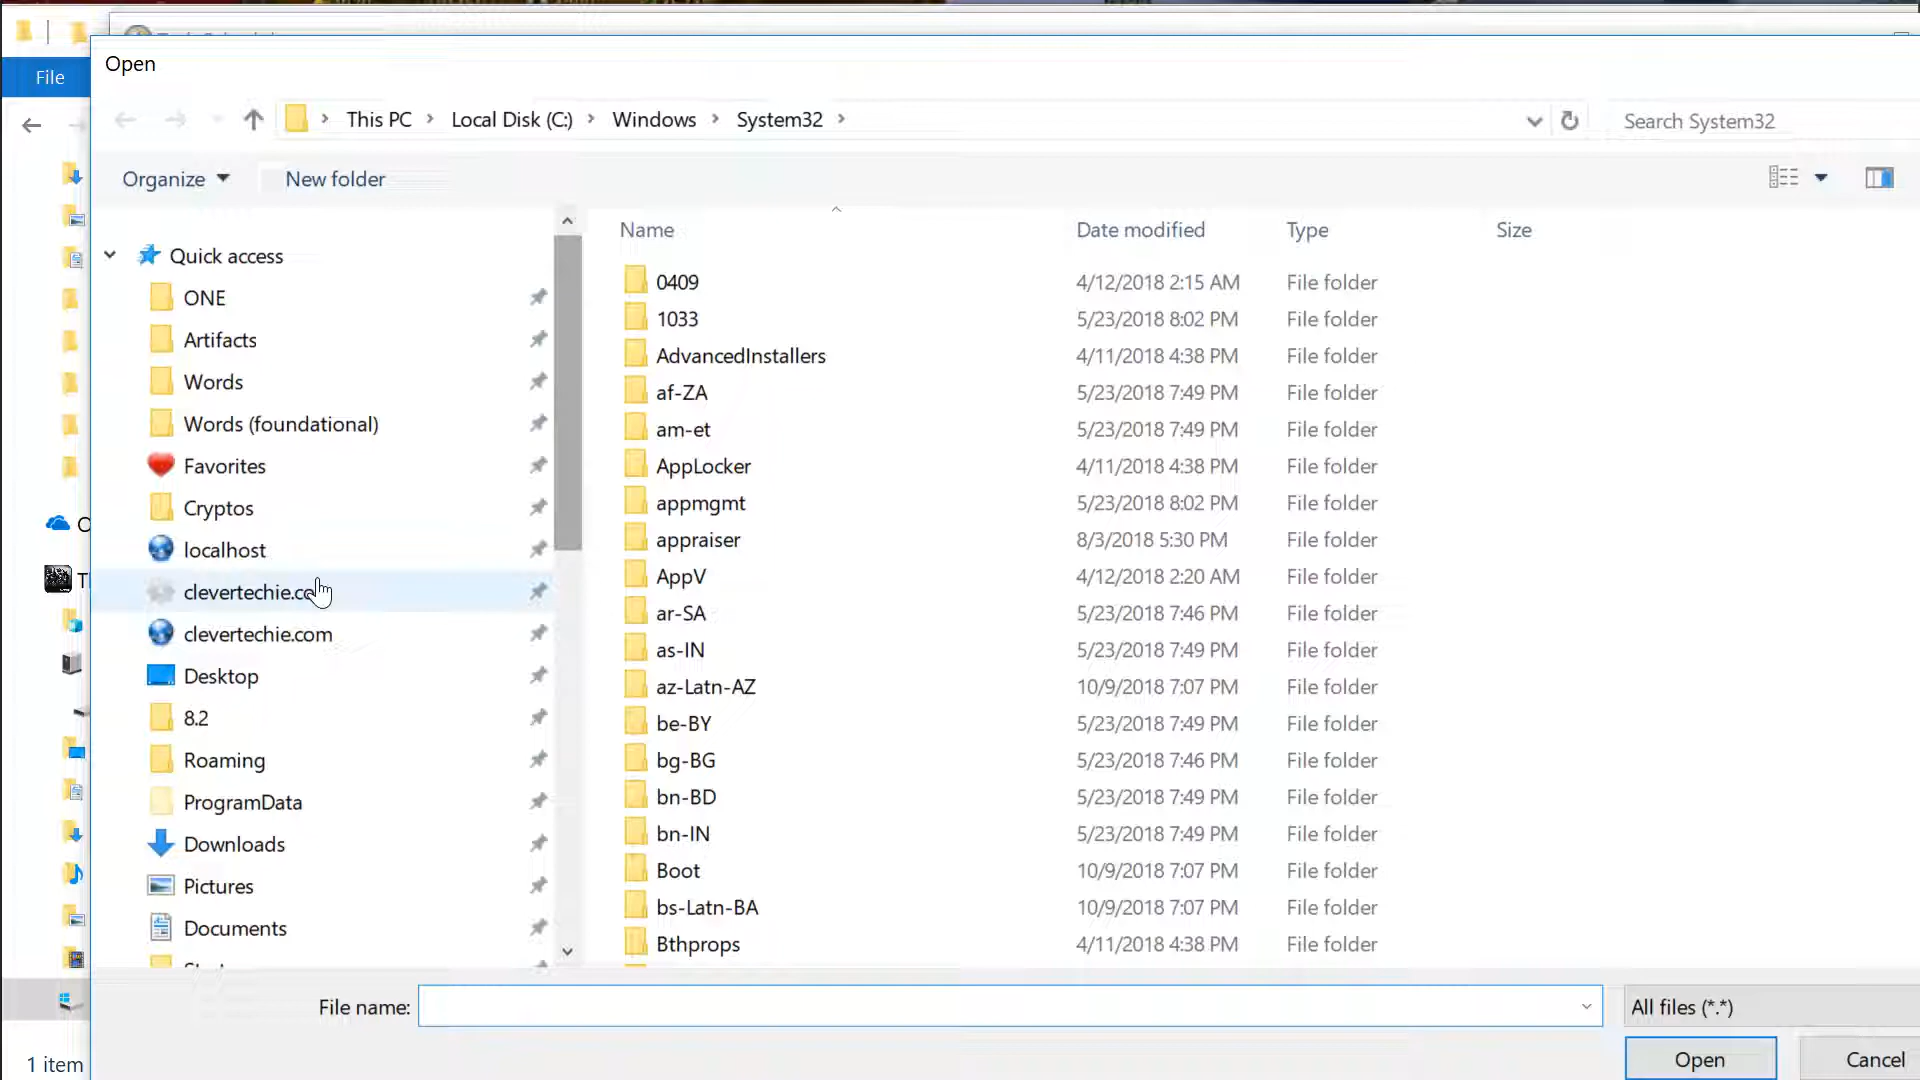 Open
File
This PC > Local Disk (C:) > Windows > System32 >
Search System32
Organize
New folder
Name Date modified Type Size
Quick access
ONE
Artifacts
Words
Words (foundational)
Favorites
Cryptos
localhost
clevertechie.co
clevertechie.com
Desktop
8.2
Roaming
ProgramData
Downloads
Pictures
Documents
0409 4/12/2018 2:15 AM File folder
1033 5/23/2018 8:02 PM File folder
AdvancedInstallers 4/11/2018 4:38 PM File folder
af-ZA 5/23/2018 7:49 PM File folder
am-et 5/23/2018 7:49 PM File folder
AppLocker 4/11/2018 4:38 PM File folder
appmgmt 5/23/2018 8:02 PM File folder
appraiser 8/3/2018 5:30 PM File folder
AppV 4/12/2018 2:20 AM File folder
ar-SA 5/23/2018 7:46 PM File folder
as-IN 5/23/2018 7:49 PM File folder
az-Latn-AZ 10/9/2018 7:07 PM File folder
be-BY 5/23/2018 7:49 PM File folder
bg-BG 5/23/2018 7:46 PM File folder
bn-BD 5/23/2018 7:49 PM File folder
bn-IN 5/23/2018 7:49 PM File folder
Boot 10/9/2018 7:07 PM File folder
bs-Latn-BA 10/9/2018 7:07 PM File folder
Bthprops 4/11/2018 4:38 PM File folder
File name:
All files (*.*)
Open
Cancel
1 item